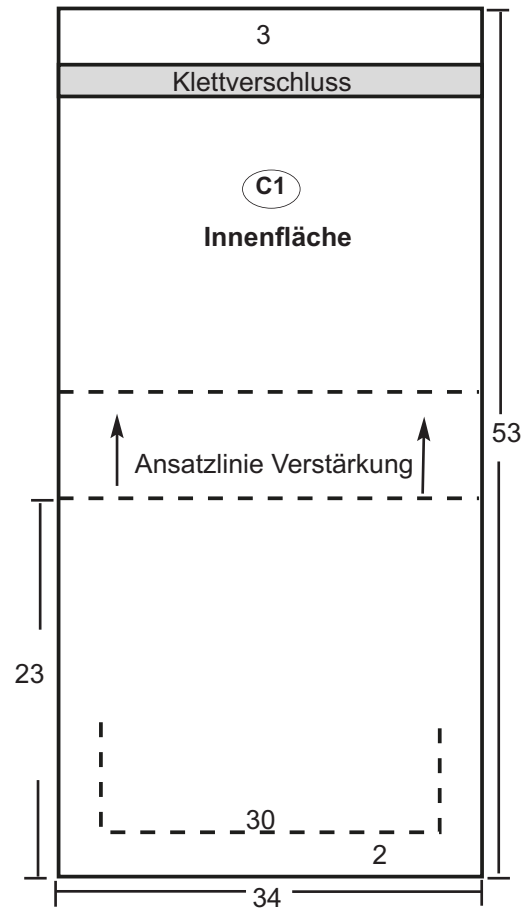 3
Klettverschluss
C1
Innenfläche
53
Ansatzlinie Verstärkung
23
30
2
34